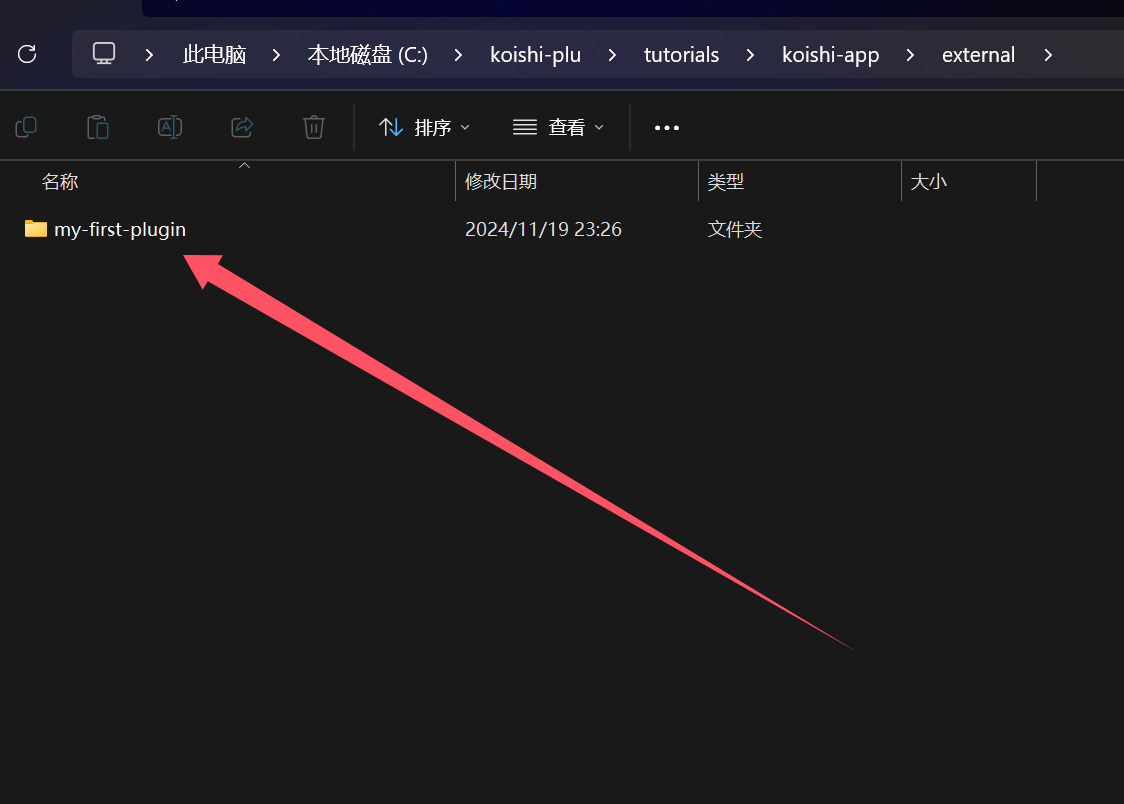 此电脑 本地磁盘 (C:) koishi-plu tutorials koishi-app external
排序 查看
名称 修改日期 类型 大小
my-first-plugin 2024/11/19 23:26 文件夹